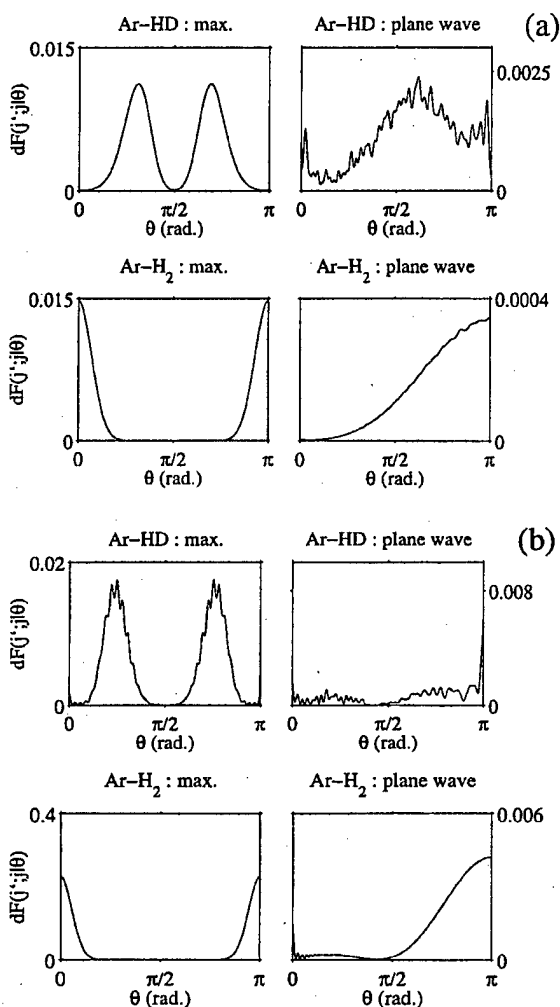 (a)
Ar–HD : max.
Ar–HD : plane wave
0.015
0.0025
dF(j';j|θ)
0
0
0
π/2
π
0
π/2
π
θ (rad.)
θ (rad.)
Ar–H₂ : max.
Ar–H₂ : plane wave
0.015
0.0004
dF(j';j|θ)
0
0
0
π/2
π
0
π/2
π
θ (rad.)
θ (rad.)
(b)
Ar–HD : max.
Ar–HD : plane wave
0.02
0.008
dF(j';j|θ)
0
0
0
π/2
π
0
π/2
π
θ (rad.)
θ (rad.)
Ar–H₂ : max.
Ar–H₂ : plane wave
0.4
0.006
dF(j';j|θ)
0
0
0
π/2
π
0
π/2
π
θ (rad.)
θ (rad.)